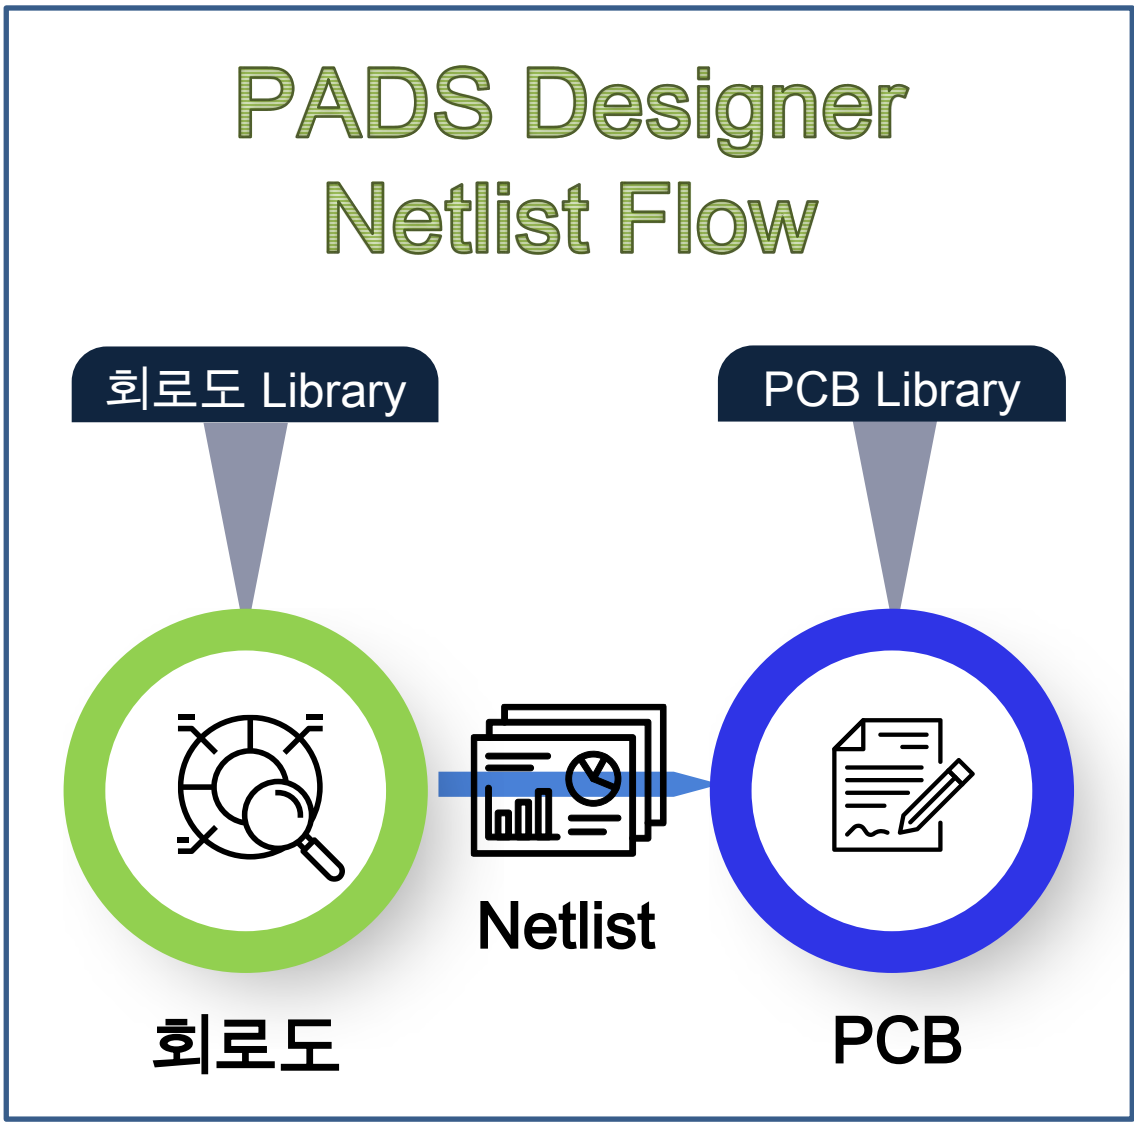 PADS Designer
Netlist Flow
회로도 Library
PCB Library
Netlist
회로도
PCB